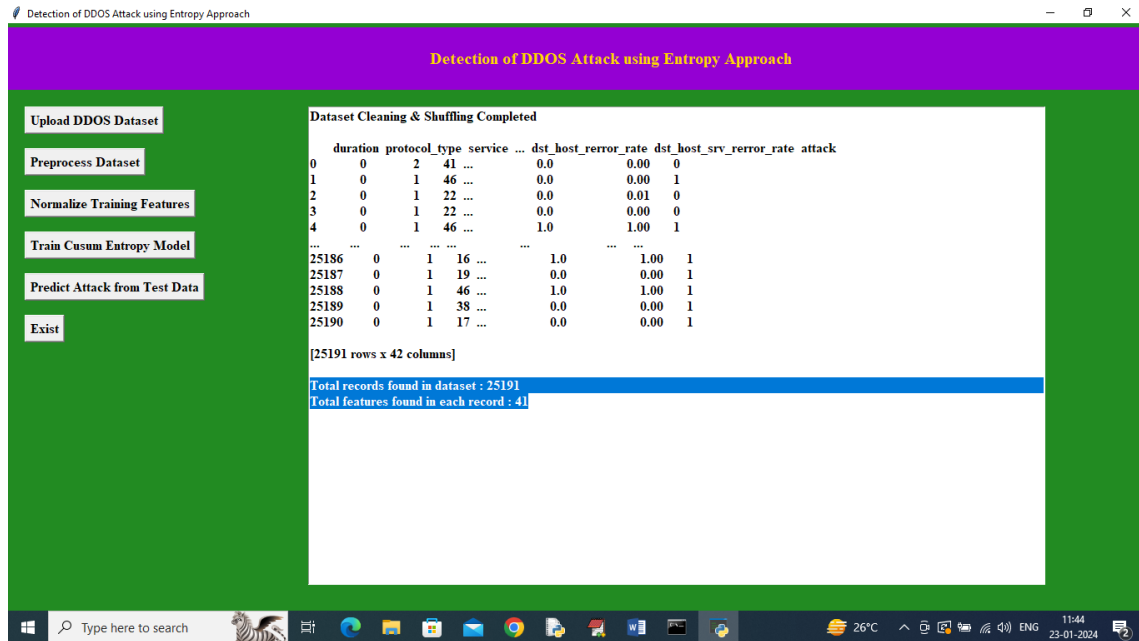 Detection of DDOS Attack using Entropy Approach
Detection of DDOS Attack using Entropy Approach
Upload DDOS Dataset
Preprocess Dataset
Normalize Training Features
Train Cusum Entropy Model
Predict Attack from Test Data
Exist
Dataset Cleaning & Shuffling Completed
duration protocol_type service ... dst_host_rerror_rate dst_host_srv_rerror_rate attack
0 0 2 41 ... 0.0 0.00 0
1 0 1 46 ... 0.0 0.00 1
2 0 1 22 ... 0.0 0.01 0
3 0 1 22 ... 0.0 0.00 0
4 0 1 46 ... 1.0 1.00 1
... ... ... ... ... ... ... ...
25186 0 1 16 ... 1.0 1.00 1
25187 0 1 19 ... 0.0 0.00 1
25188 0 1 46 ... 1.0 1.00 1
25189 0 1 38 ... 0.0 0.00 1
25190 0 1 17 ... 0.0 0.00 1
[25191 rows x 42 columns]
Total records found in dataset : 25191
Total features found in each record : 41
Type here to search
26°C
ENG
11:44
23-01-2024
2